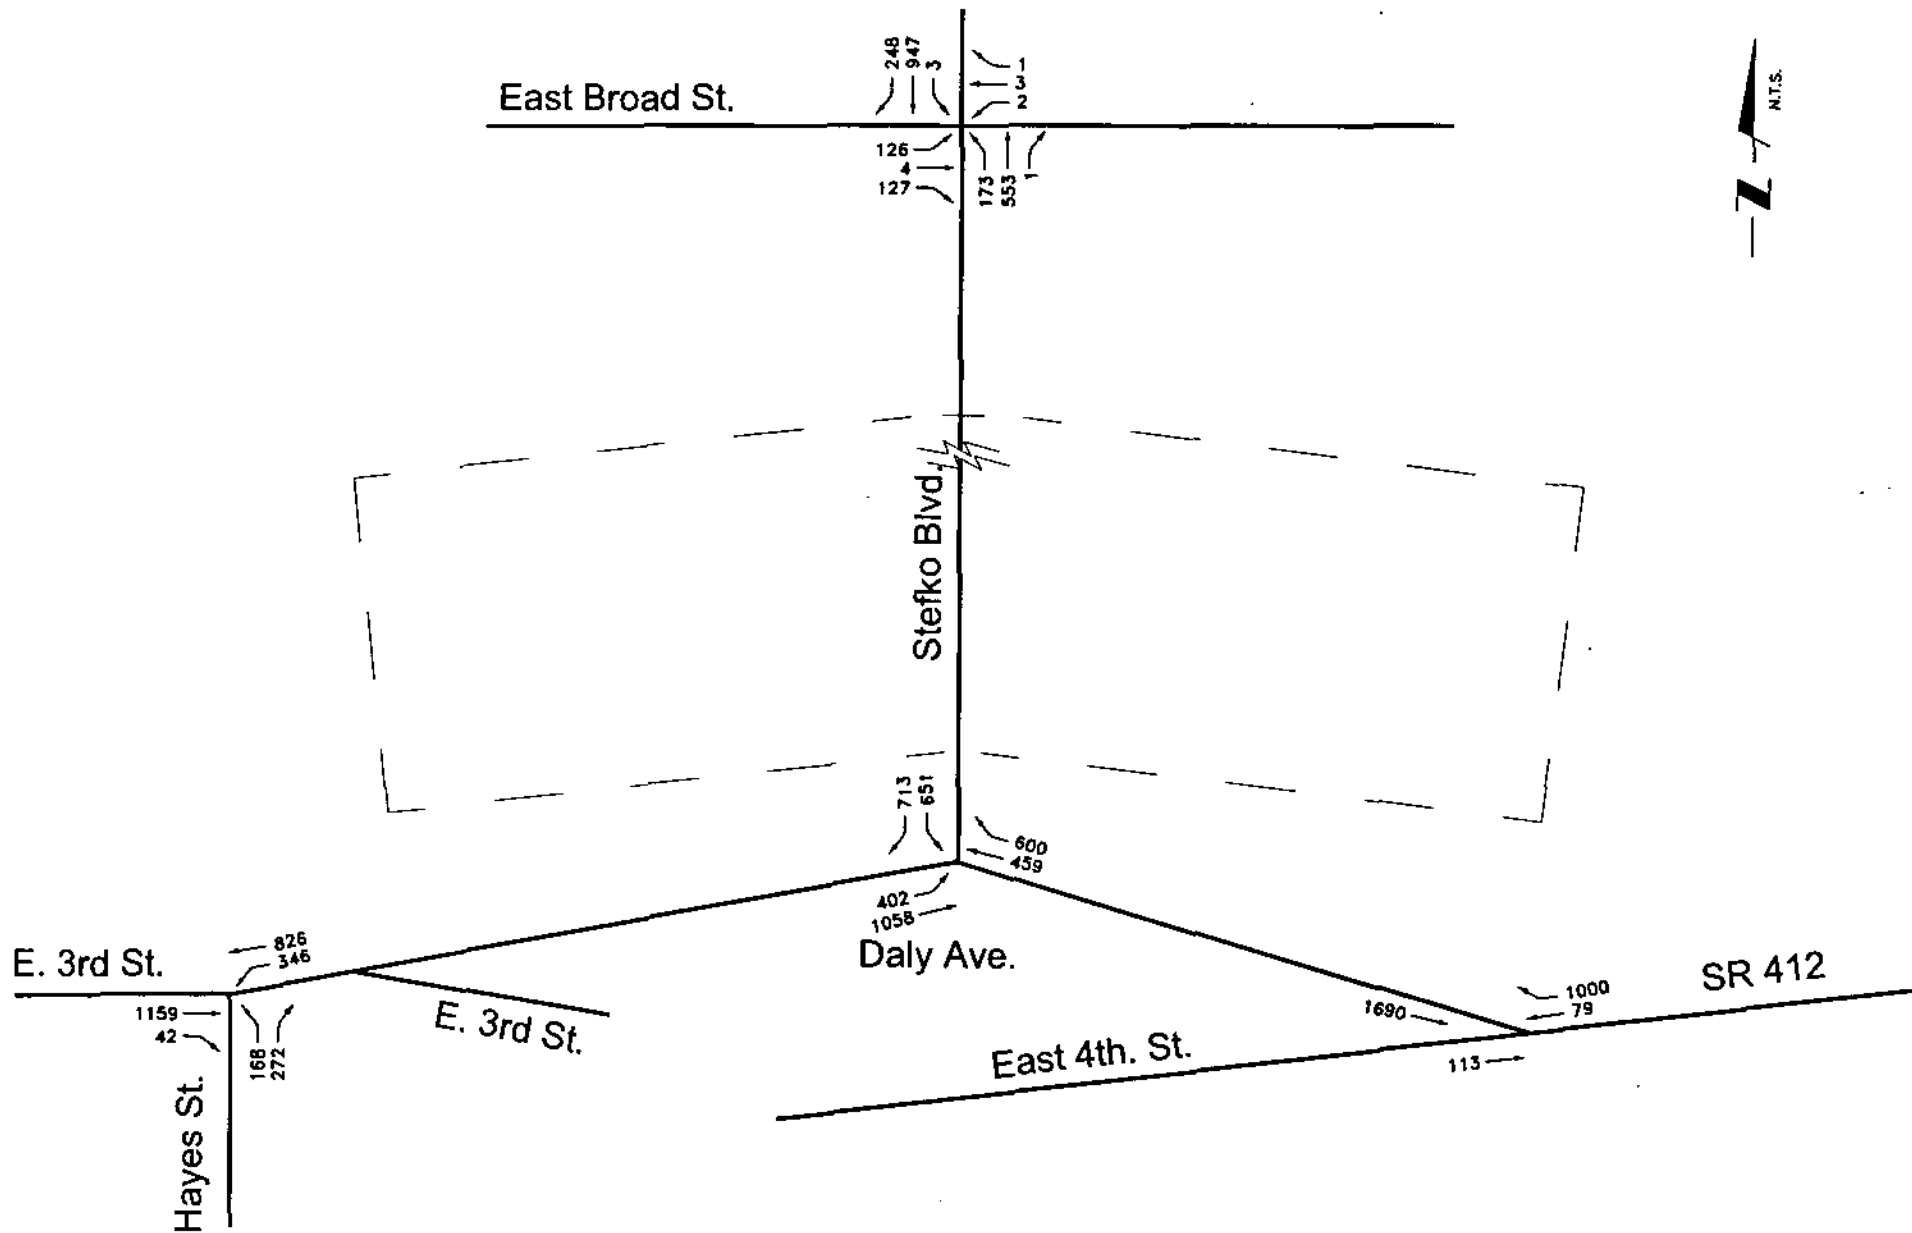 248
947
3
1
3
2
East Broad St.
126
4
127
173
553
1
N.T.S.
Z
Stefko Blvd.
713
651
600
459
402
1058
Daly Ave.
826
346
E. 3rd St.
1159
42
168
272
E. 3rd St.
Hayes St.
East 4th. St.
1690
1000
79
113
SR 412